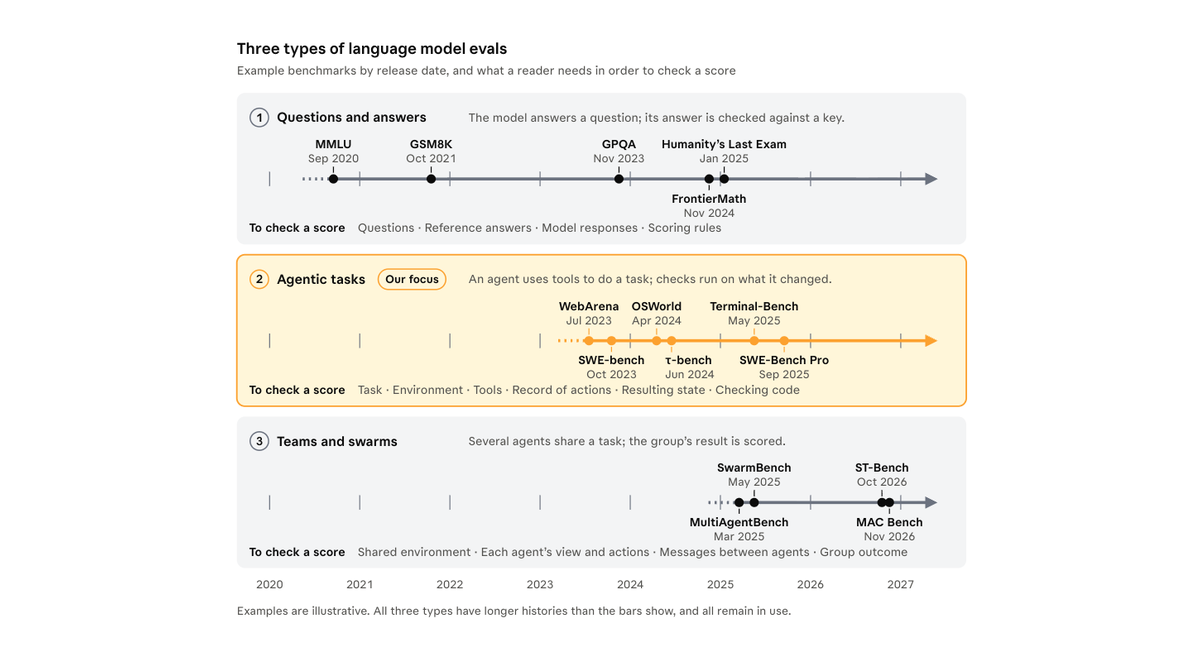 Three types of language model evals
Example benchmarks by release date, and what a reader needs in order to check a score
1 Questions and answers The model answers a question; its answer is checked against a key.
MMLU GSM8K GPQA Humanity’s Last Exam
Sep 2020 Oct 2021 Nov 2023 Jan 2025
FrontierMath
Nov 2024
To check a score Questions · Reference answers · Model responses · Scoring rules
2 Agentic tasks Our focus An agent uses tools to do a task; checks run on what it changed.
WebArena OSWorld Terminal-Bench
Jul 2023 Apr 2024 May 2025
SWE-bench τ-bench SWE-Bench Pro
Oct 2023 Jun 2024 Sep 2025
To check a score Task · Environment · Tools · Record of actions · Resulting state · Checking code
3 Teams and swarms Several agents share a task; the group’s result is scored.
SwarmBench ST-Bench
May 2025 Oct 2026
MultiAgentBench MAC Bench
Mar 2025 Nov 2026
To check a score Shared environment · Each agent’s view and actions · Messages between agents · Group outcome
2020 2021 2022 2023 2024 2025 2026 2027
Examples are illustrative. All three types have longer histories than the bars show, and all remain in use.